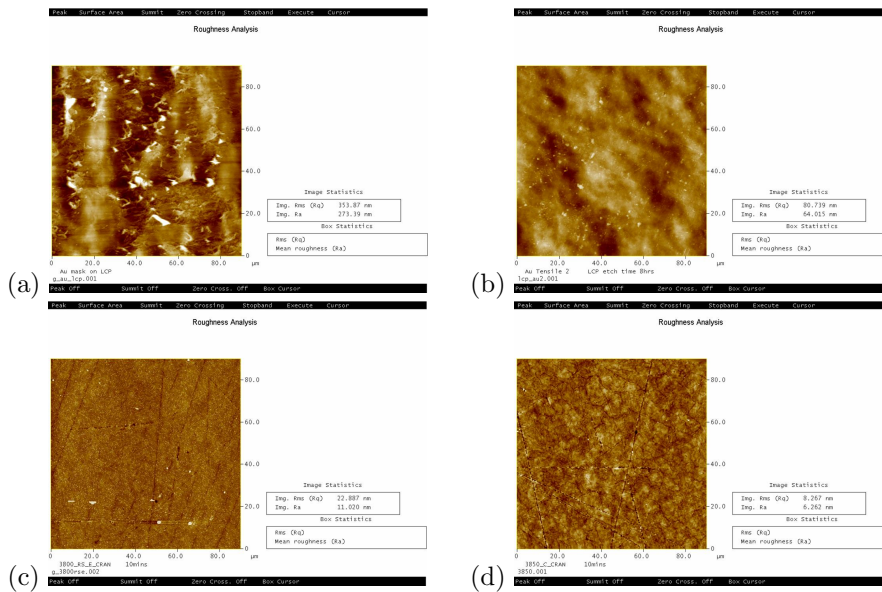 Peak Surface Area Summit Zero Crossing Stopband Execute Cursor
Roughness Analysis
80.0
60.0
40.0
20.0
0
0 20.0 40.0 60.0 80.0
µm
Image Statistics
Img. Rms (Rq) 353.87 nm
Img. Ra 273.39 nm
Box Statistics
Rms (Rq)
Mean roughness (Ra)
Au mask on LCP
g_au_lcp.001
Peak Off Summit Off Zero Cross. Off Box Cursor
(a)
Peak Surface Area Summit Zero Crossing Stopband Execute Cursor
Roughness Analysis
80.0
60.0
40.0
20.0
0
0 20.0 40.0 60.0 80.0
µm
Image Statistics
Img. Rms (Rq) 80.739 nm
Img. Ra 64.015 nm
Box Statistics
Rms (Rq)
Mean roughness (Ra)
Au Tensile 2 LCP etch time 8hrs
lcp_au2.001
Peak Off Summit Off Zero Cross. Off Box Cursor
(b)
Peak Surface Area Summit Zero Crossing Stopband Execute Cursor
Roughness Analysis
80.0
60.0
40.0
20.0
0
0 20.0 40.0 60.0 80.0
µm
Image Statistics
Img. Rms (Rq) 22.887 nm
Img. Ra 11.020 nm
Box Statistics
Rms (Rq)
Mean roughness (Ra)
3800_RS_E_CRAN 10mins
g_3800rse.002
Peak Off Summit Off Zero Cross. Off Box Cursor
(c)
Peak Surface Area Summit Zero Crossing Stopband Execute Cursor
Roughness Analysis
80.0
60.0
40.0
20.0
0
0 20.0 40.0 60.0 80.0
µm
Image Statistics
Img. Rms (Rq) 8.267 nm
Img. Ra 6.262 nm
Box Statistics
Rms (Rq)
Mean roughness (Ra)
3850_C_CRAN 10mins
3850_001
Peak Off Summit Off Zero Cross. Off Box Cursor
(d)